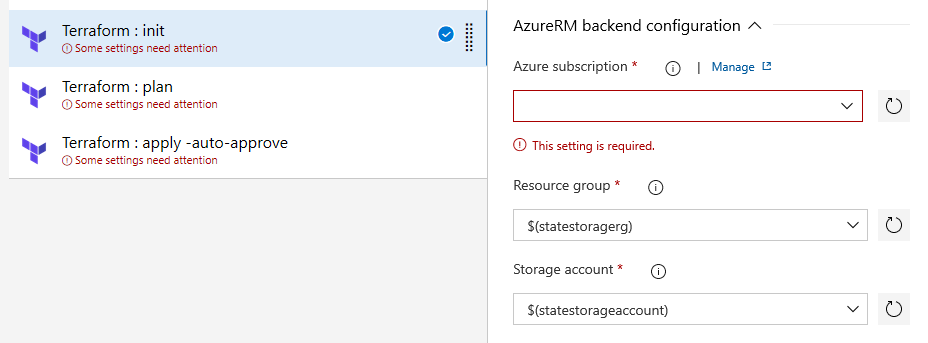 Terraform : init
Some settings need attention
Terraform : plan
Some settings need attention
Terraform : apply -auto-approve
Some settings need attention
AzureRM backend configuration
Azure subscription * | Manage
This setting is required.
Resource group *
$(statestoragerg)
Storage account *
$(statestorageaccount)